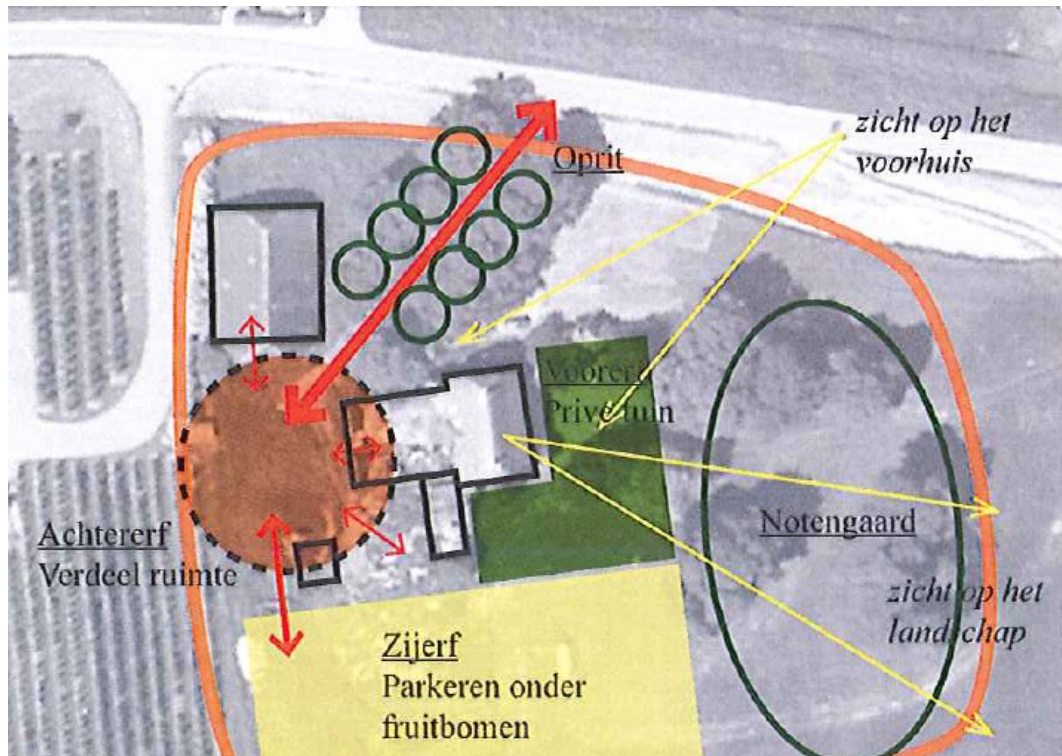 zicht op het
voorhuis
Oprit
Voorerf
Privé tuin
Achtererf
Verdeel ruimte
Notengaard
zicht op het
landschap
Zijerf
Parkeren onder
fruitbomen